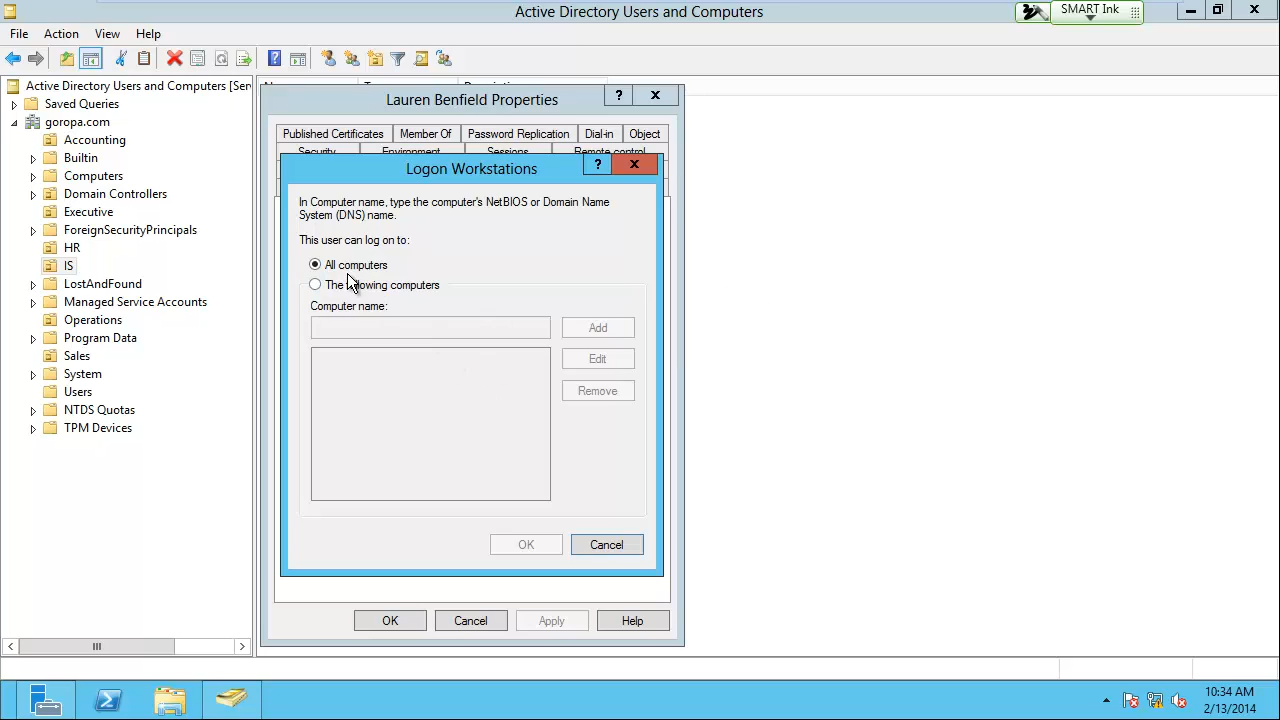 Active Directory Users and Computers
SMART Ink
File Action View Help
Active Directory Users and Computers [Ser
Saved Queries
goropa.com
Accounting
Builtin
Computers
Domain Controllers
Executive
ForeignSecurityPrincipals
HR
IS
LostAndFound
Managed Service Accounts
Operations
Program Data
Sales
System
Users
NTDS Quotas
TPM Devices
Lauren Benfield Properties
Published Certificates Member Of Password Replication Dial-in Object
Security Environment Sessions Remote control
Logon Workstations
In Computer name, type the computer's NetBIOS or Domain Name
System (DNS) name.
This user can log on to:
All computers
The following computers
Computer name:
Add
Edit
Remove
OK Cancel
OK Cancel Apply Help
10:34 AM
2/13/2014